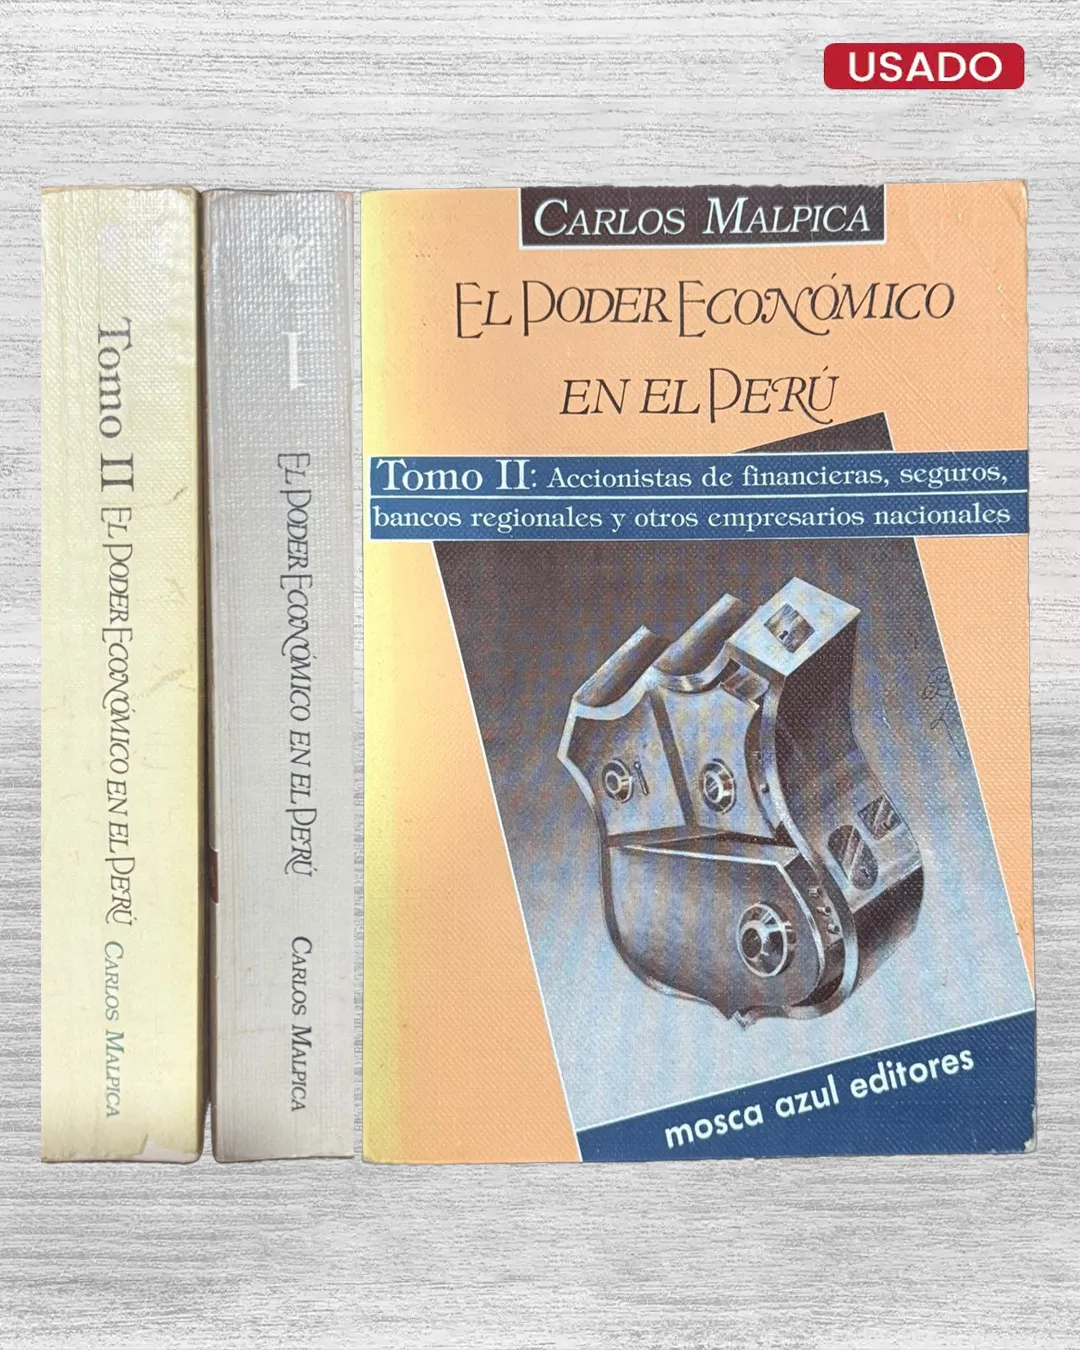 USADO
Tomo II EL PODER ECONÓMICO EN EL PERÚ CARLOS MALPICA
I EL PODER ECONÓMICO EN EL PERÚ CARLOS MALPICA
CARLOS MALPICA
EL PODER ECONÓMICO
EN EL PERÚ
Tomo II: Accionistas de financieras, seguros,
bancos regionales y otros empresarios nacionales
mosca azul editores